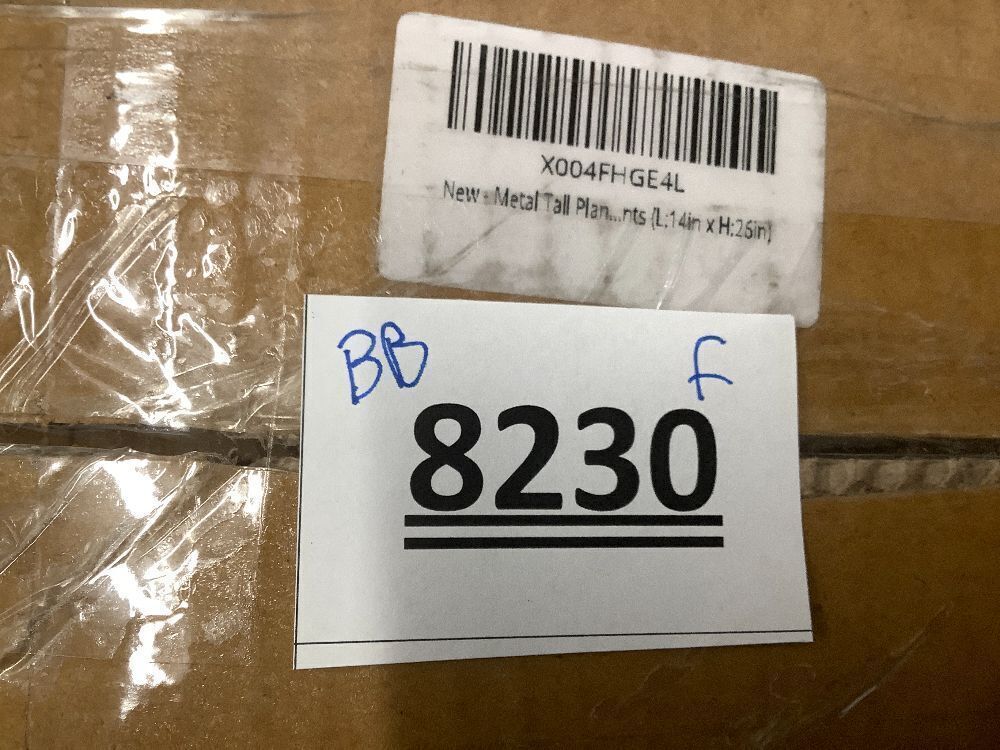 X004FHGE4L
New - Metal Tall Plan...nts (L:14in x H:26in)
BB F
8230